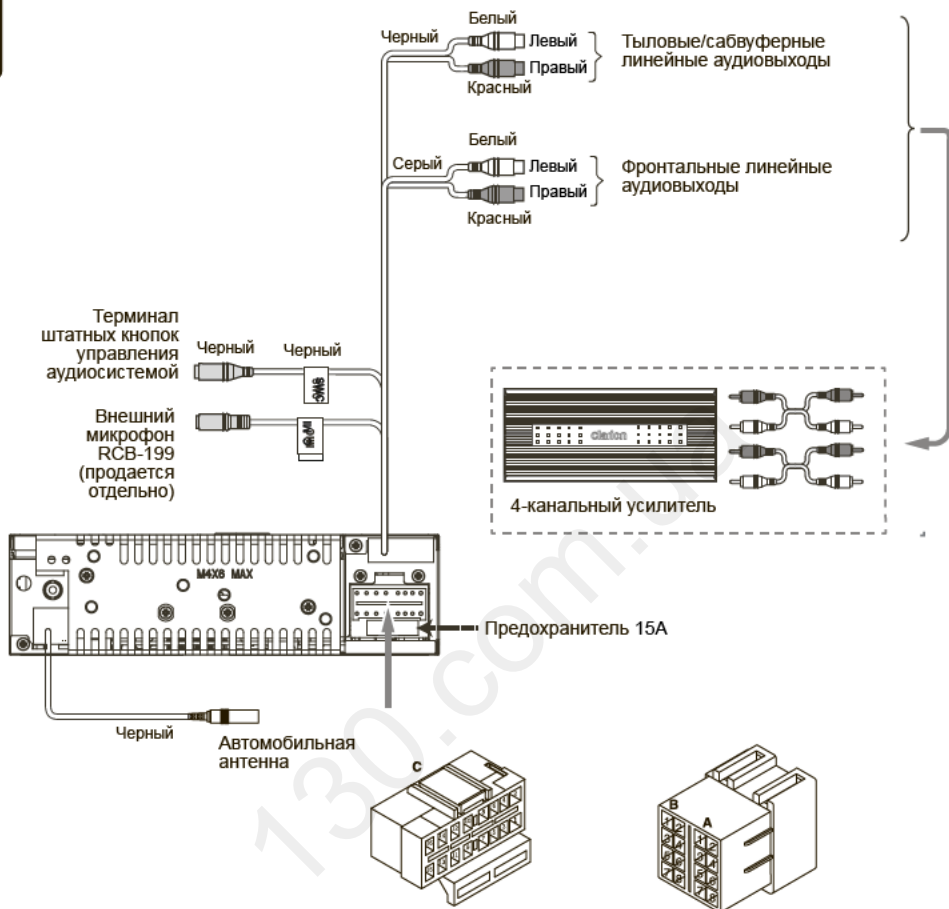 Белый
Черный
Левый
Правый
Красный
Тыловые/сабвуферные
линейные аудиовыходы
Белый
Серый
Левый
Правый
Красный
Фронтальные линейные
аудиовыходы
Терминал
штатных кнопок
управления
аудиосистемой
Черный
Черный
SWC
Внешний
микрофон
RCB-199
(продается
отдельно)
clarion
4-канальный усилитель
M4X6 MAX
Предохранитель 15А
Черный
Автомобильная
антенна
C
B
A
130.com.ua